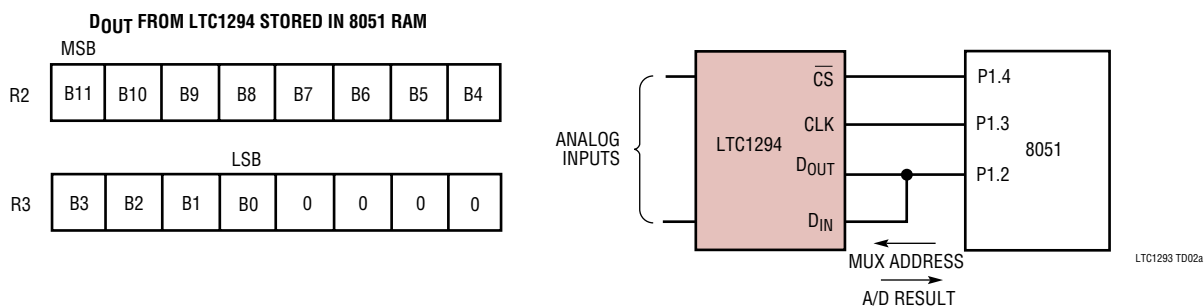 DOUT FROM LTC1294 STORED IN 8051 RAM
MSB
R2 B11 B10 B9 B8 B7 B6 B5 B4
LSB
R3 B3 B2 B1 B0 0 0 0 0
ANALOG
INPUTS
LTC1294
CS
CLK
DOUT
DIN
P1.4
P1.3
P1.2
8051
MUX ADDRESS
A/D RESULT
LTC1293 TD02a